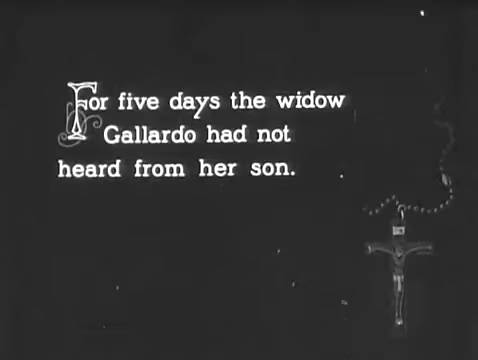 For five days the widow
Gallardo had not
heard from her son.